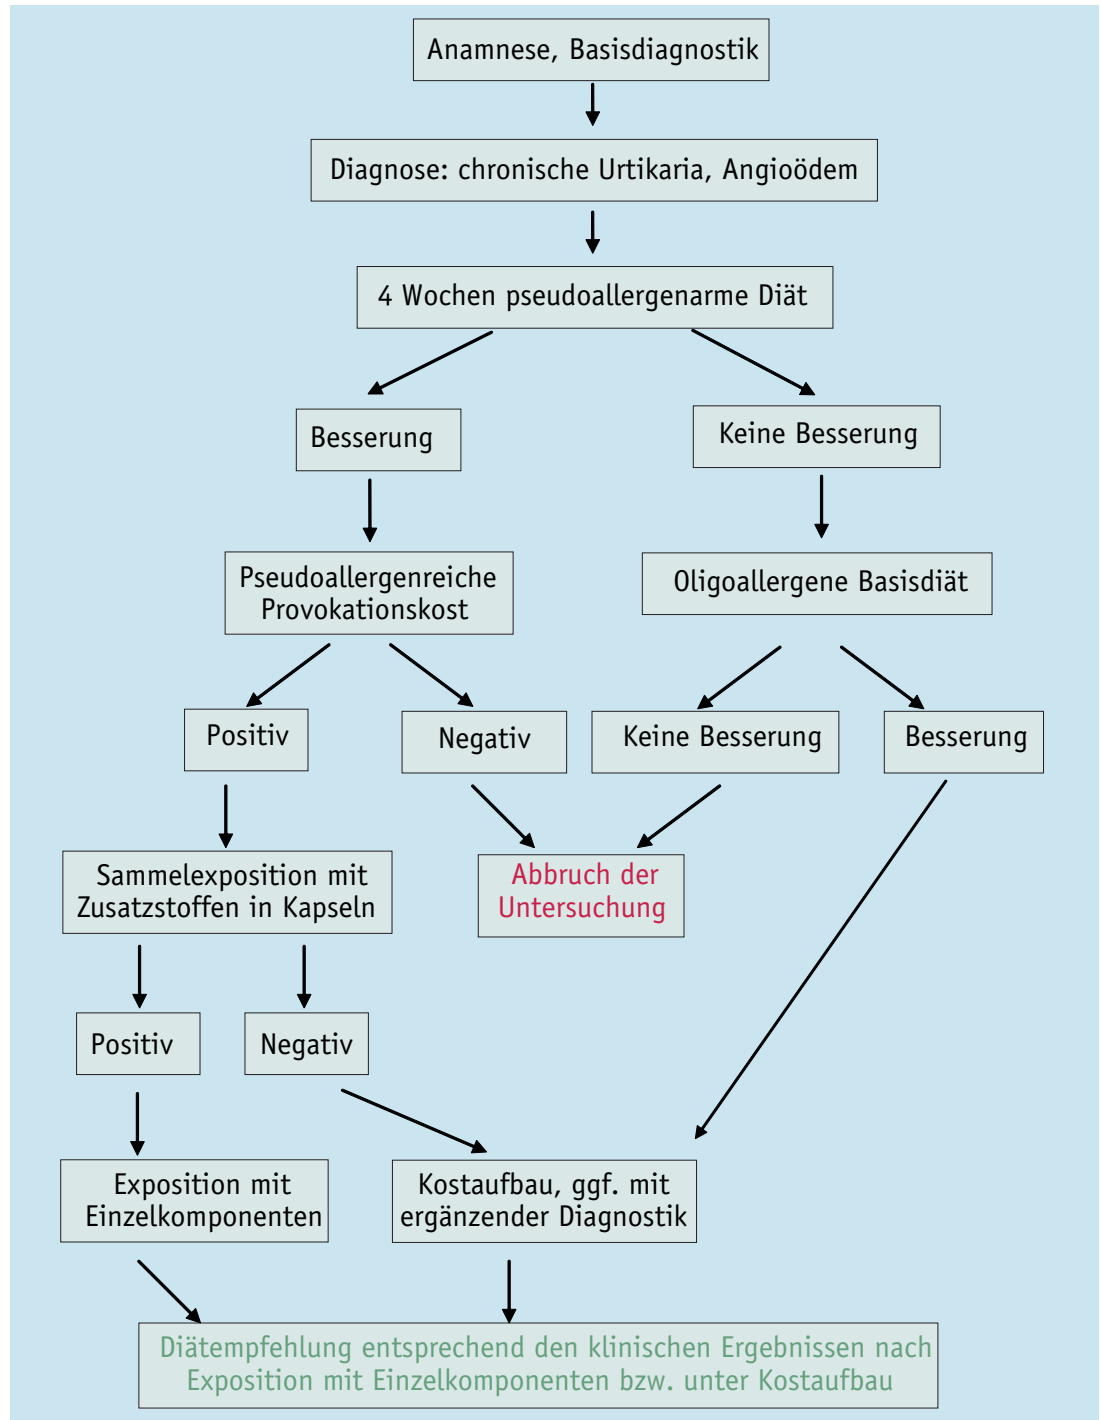 Anamnese, Basisdiagnostik
Diagnose: chronische Urtikaria, Angioödem
4 Wochen pseudoallergenarme Diät
Besserung
Keine Besserung
Pseudoallergenreiche
Provokationskost
Oligoallergene Basisdiät
Positiv
Negativ
Keine Besserung
Besserung
Sammelexposition mit
Zusatzstoffen in Kapseln
Abbruch der
Untersuchung
Positiv
Negativ
Exposition mit
Einzelkomponenten
Kostaufbau, ggf. mit
ergänzender Diagnostik
Diätempfehlung entsprechend den klinischen Ergebnissen nach
Exposition mit Einzelkomponenten bzw. unter Kostaufbau